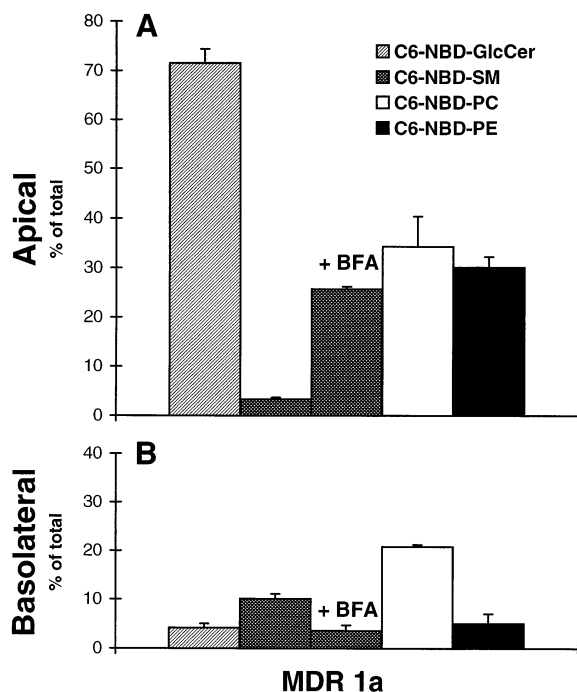 A
C6-NBD-GlcCer
C6-NBD-SM
C6-NBD-PC
C6-NBD-PE
Apical
% of total
80
70
60
50
40
30
20
10
0
+ BFA
B
Basolateral
% of total
40
30
20
10
0
+ BFA
MDR 1a